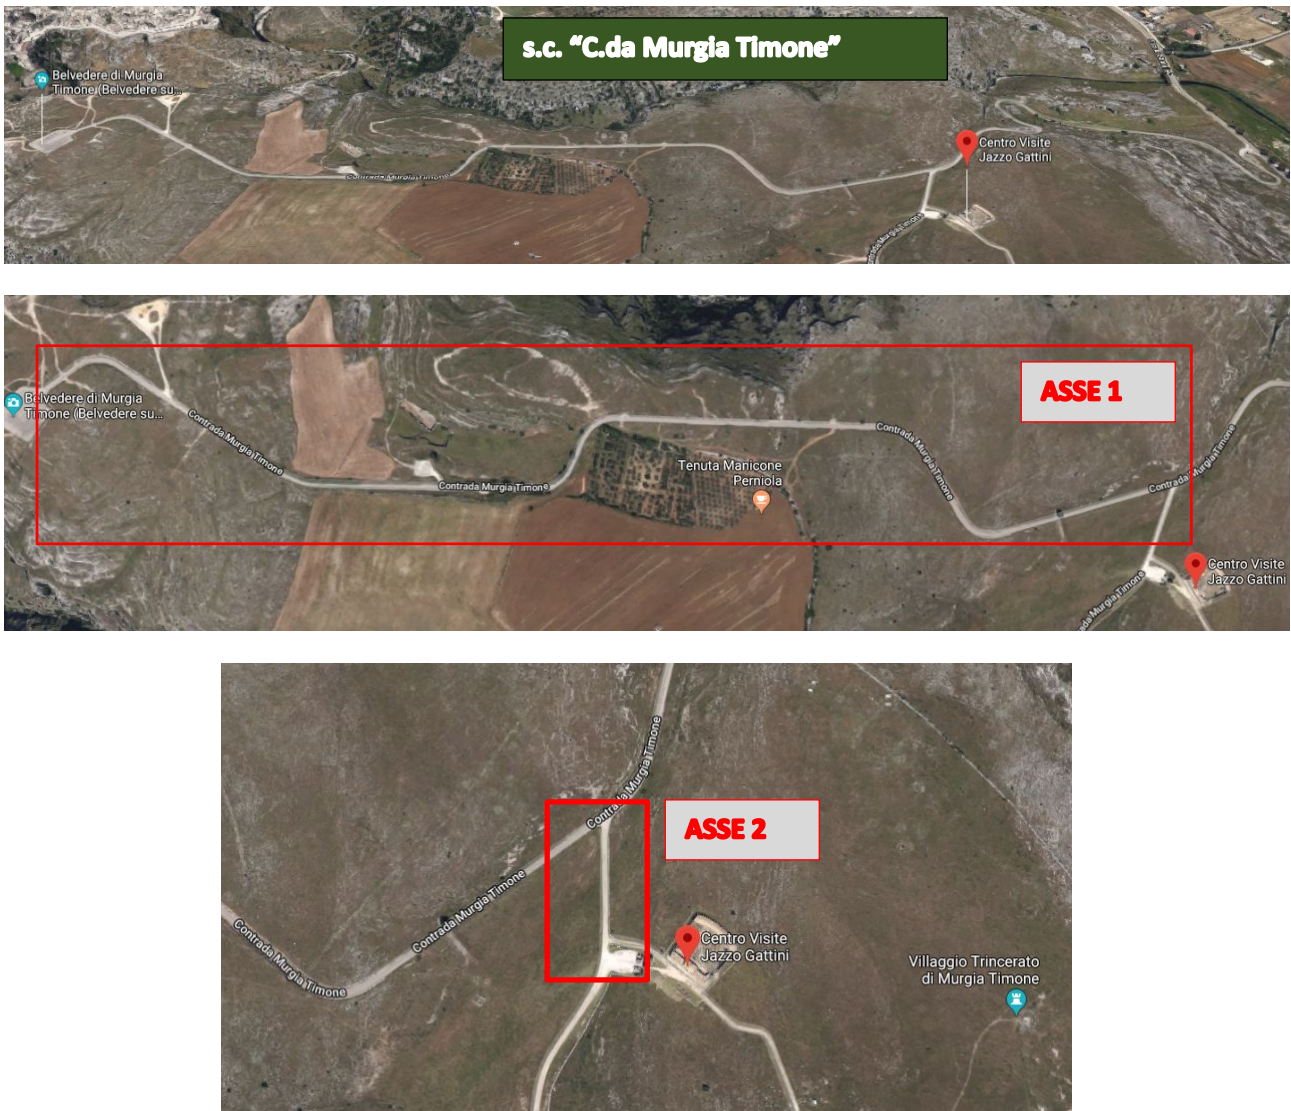 s.c. “C.da Murgia Timone”
Belvedere di Murgia
Timone (Belvedere su...
Centro Visite
Jazzo Gattini
Contrada Murgia Timone
Murgia Timone
ASSE 1
Belvedere di Murgia
Timone (Belvedere su...
Contrada Murgia Timone
Contrada Murgia Timone
Contrada Murgia Timone
Contrada Murgia Timone
Tenuta Manicone
Perniola
Centro Visite
Jazzo Gattini
Murgia Timone
Contrada Murgia Timone
ASSE 2
Contrada Murgia Timone
Contrada Murgia Timone
Centro Visite
Jazzo Gattini
Villaggio Trincerato
di Murgia Timone